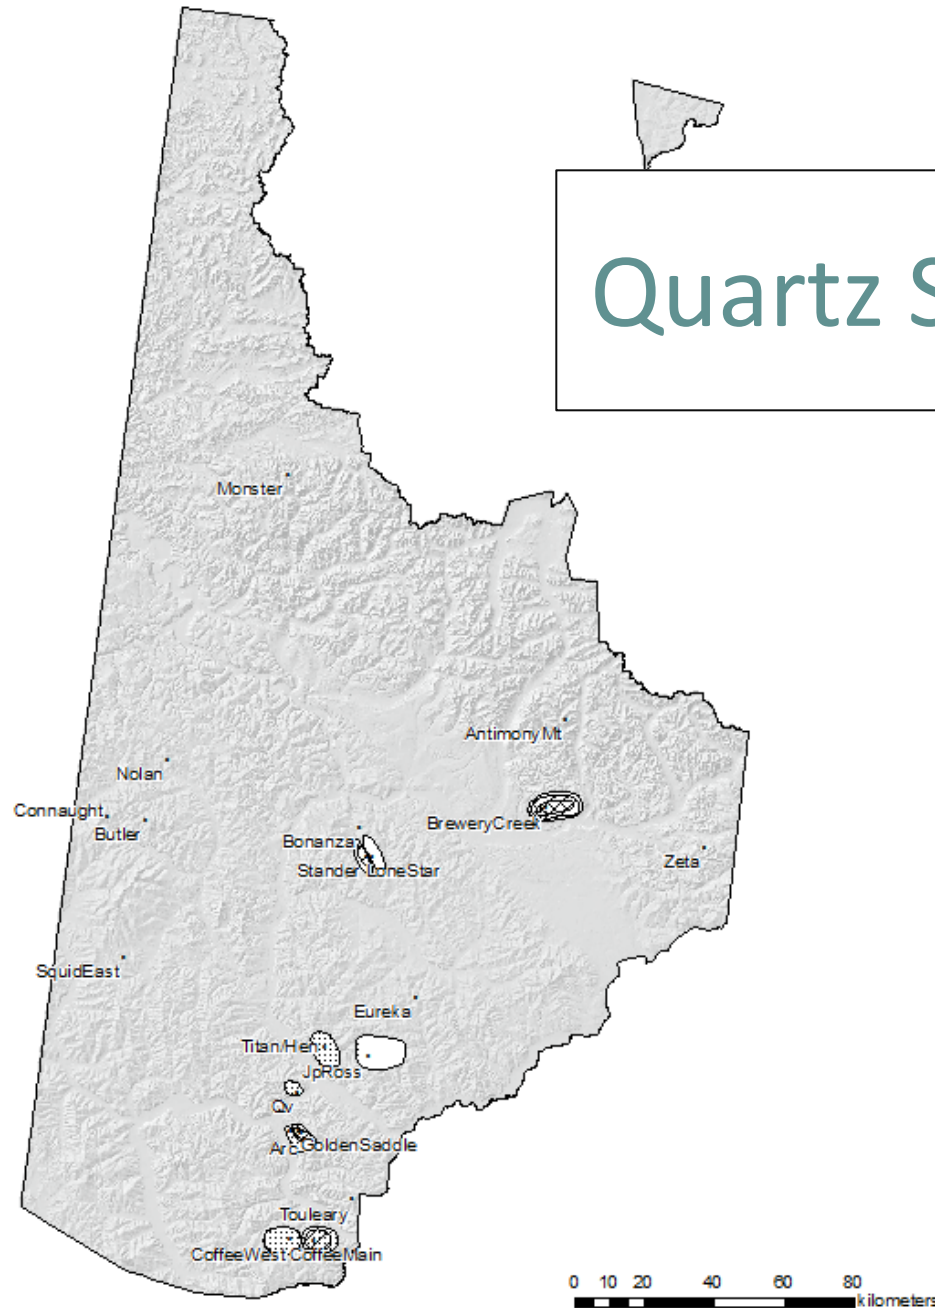 Quartz S
Monster
Antimony Mt
Nolan
Connaught
Butler
BreweryCreek
Bonanza
Stander LoneStar
Zeta
SquidEast
Eureka
Titan/Hen
JpRoss
Qv
Arc GoldenSaddle
Touleary
CoffeeWest CoffeeMain
0 10 20 40 60 80
kilometers